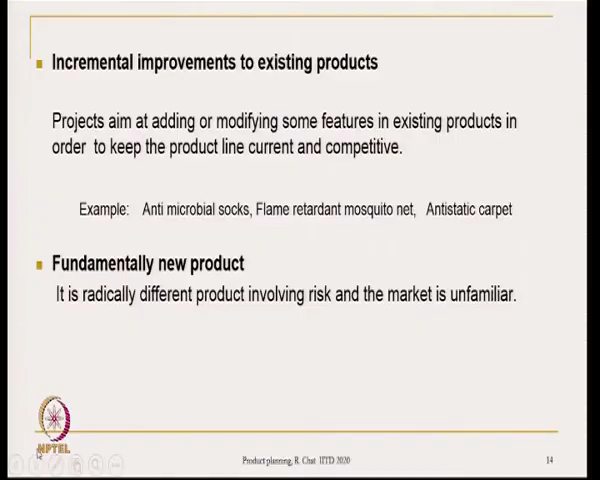 Incremental improvements to existing products
Projects aim at adding or modifying some features in existing products in
order to keep the product line current and competitive.
Example: Anti microbial socks, Flame retardant mosquito net, Antistatic carpet
Fundamentally new product
It is radically different product involving risk and the market is unfamiliar.
NPTEL
Product planning, R. Chat IITD 2020
14